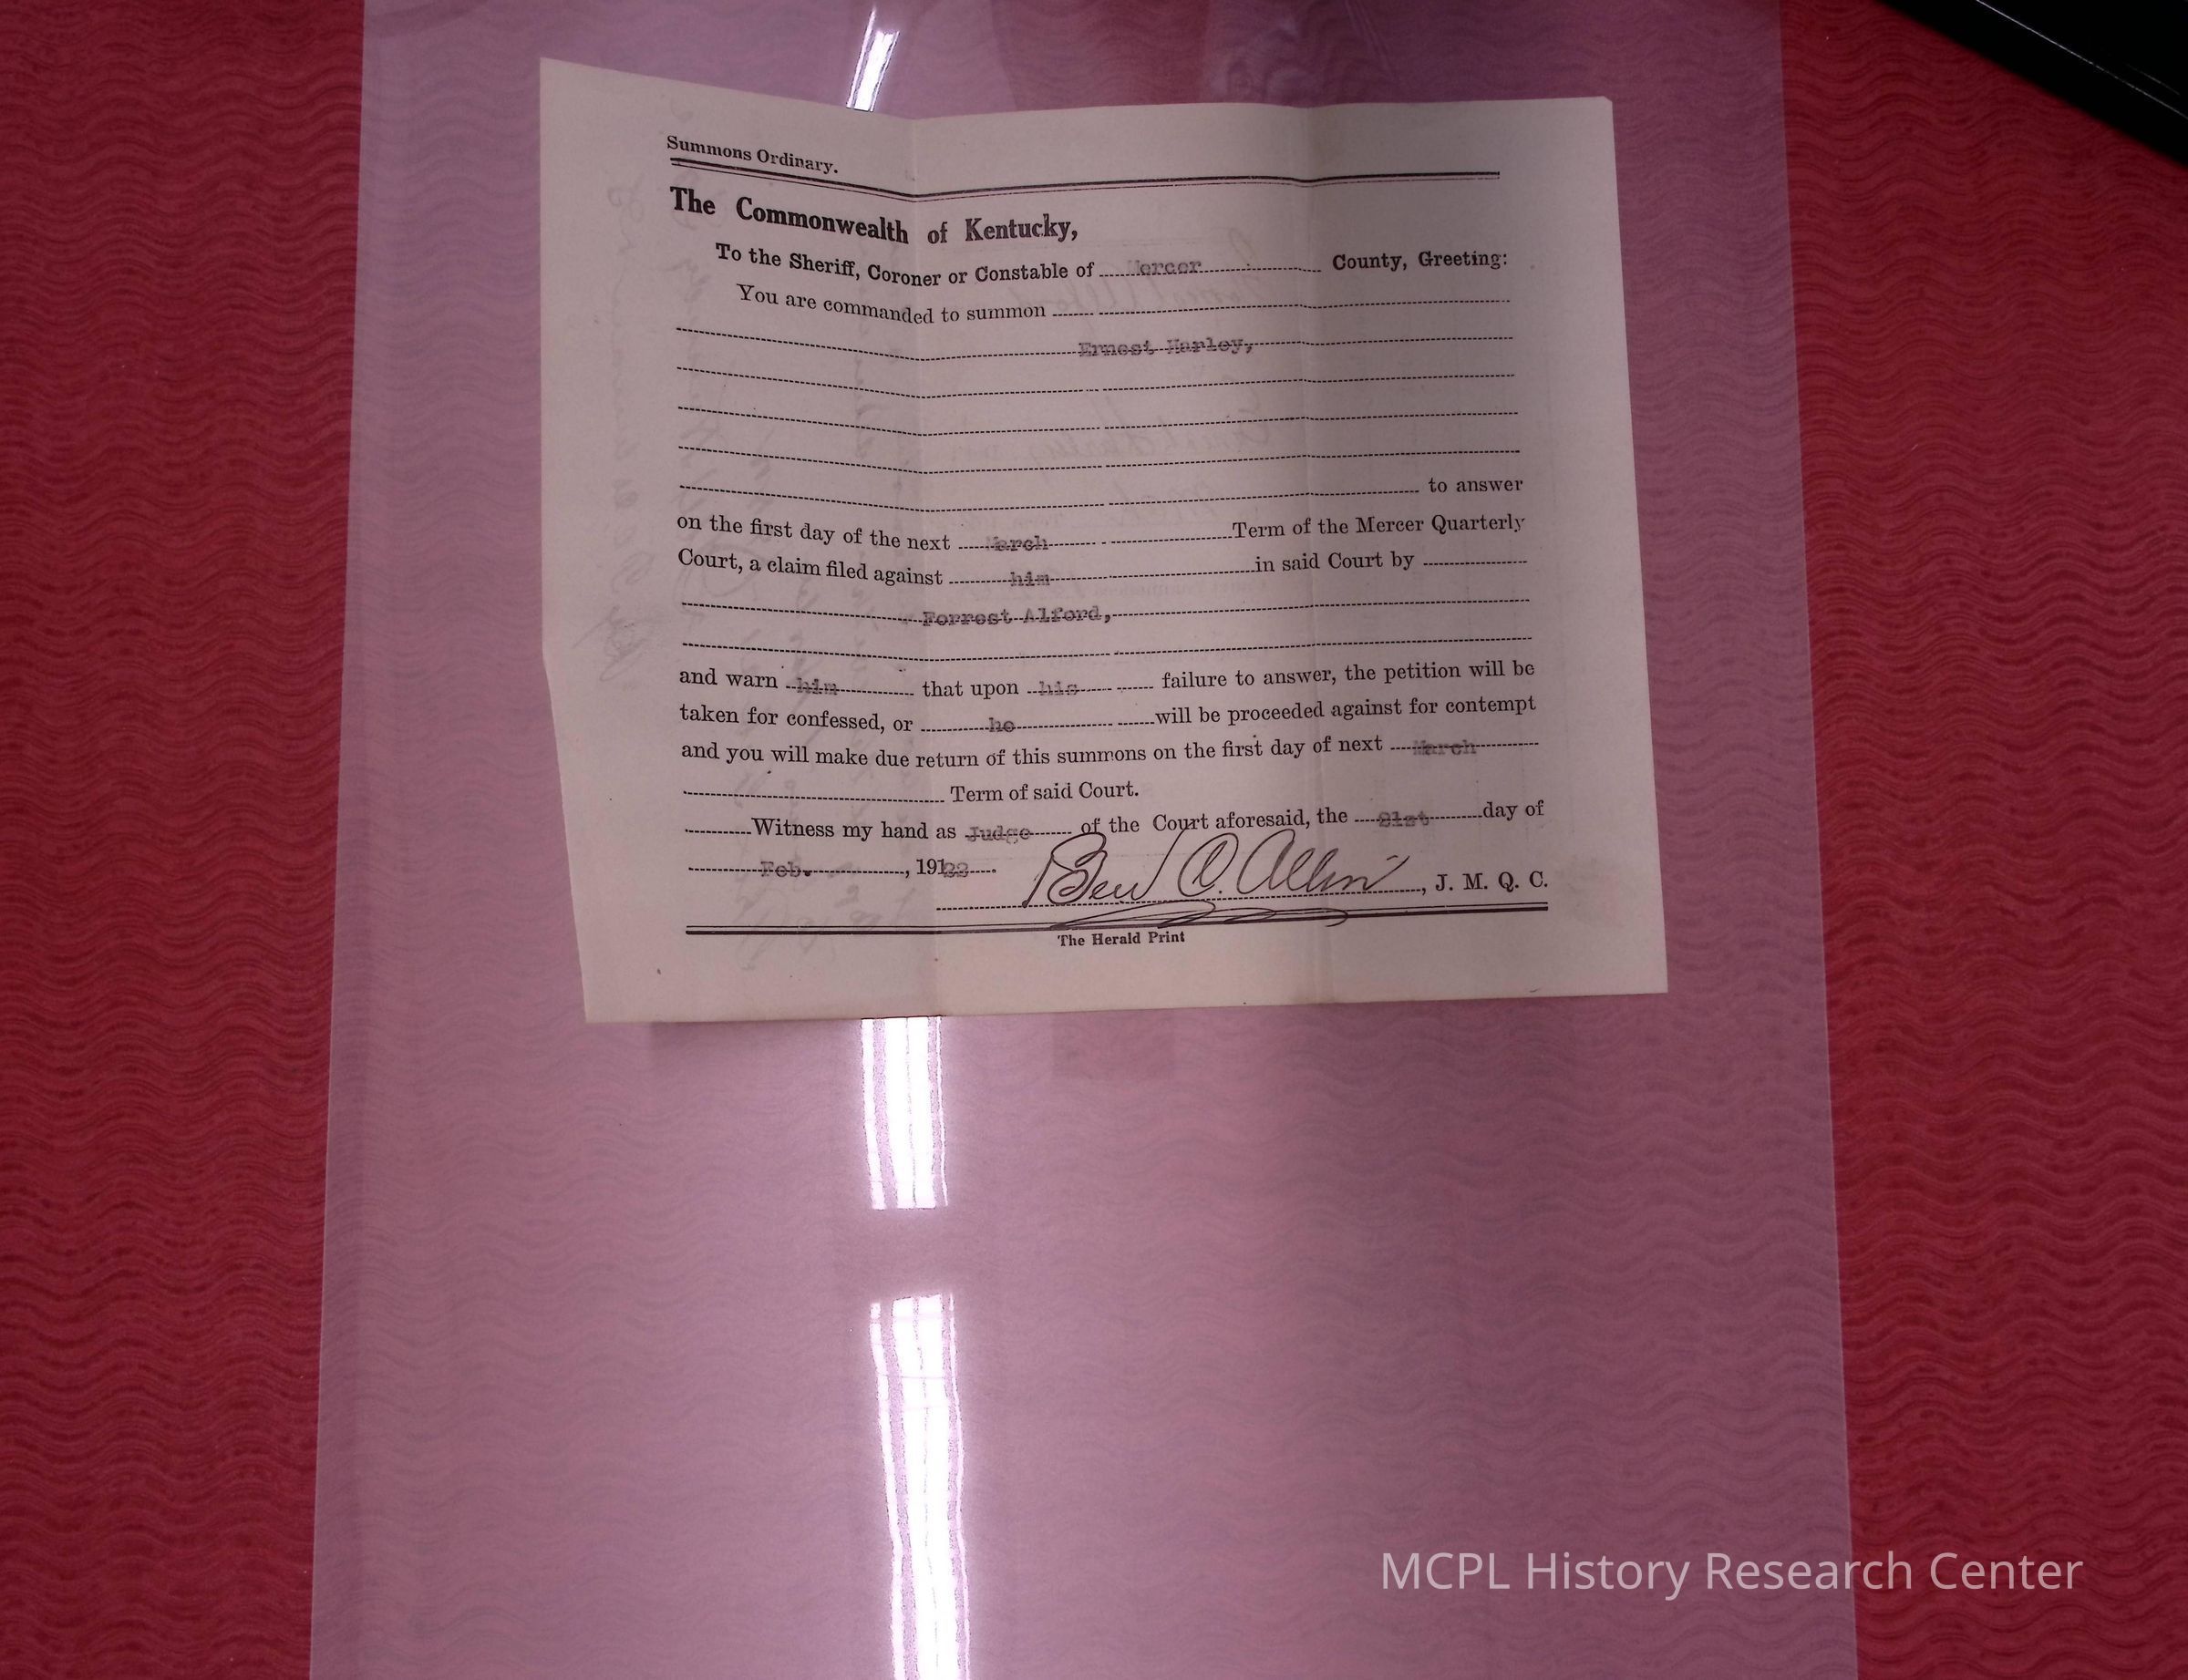 Summons Ordinary.
The Commonwealth of Kentucky,
To the Sheriff, Coroner or Constable of Mercer County, Greeting:
You are commanded to summon
Ernest Harley,
to answer
on the first day of the next March Term of the Mercer Quarterly
Court, a claim filed against him in said Court by
Forrest Alford,
and warn him that upon his failure to answer, the petition will be
taken for confessed, or he will be proceeded against for contempt
and you will make due return of this summons on the first day of next March
Term of said Court.
Witness my hand as Judge of the Court aforesaid, the 21st day of
Feb. , 1922
Ben C. Allin , J. M. Q. C.
The Herald Print
MCPL History Research Center